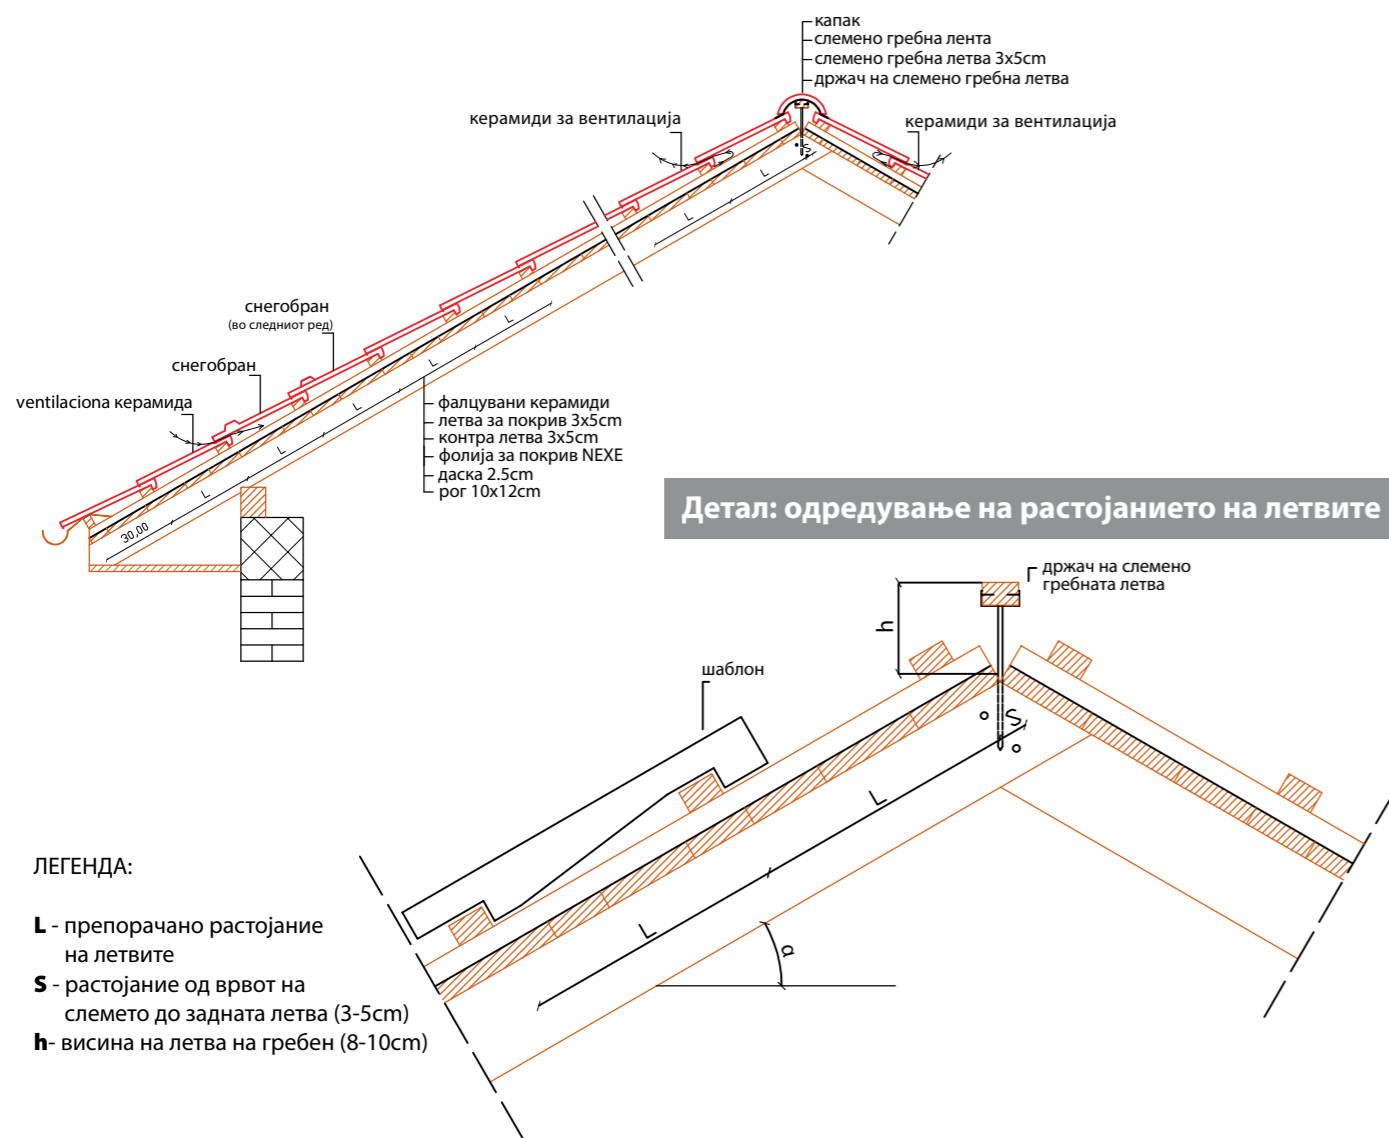 капак
слемено гребна лента
слемено гребна летва 3x5cm
држач на слемено гребна летва
керамиди за вентилација
керамиди за вентилација
S
L
L
снегобран
(во следниот ред)
снегобран
ventilaciona керамида
L
L
L
L
L
30,00
фалцувани керамиди
летва за покрив 3x5cm
контра летва 3x5cm
фолија за покрив NEXE
даска 2.5cm
рог 10x12cm
Детал: одредување на растојанието на летвите
држач на слемено
гребната летва
h
шаблон
S
L
L
α
ЛЕГЕНДА:
L - препорачано растојание
на летвите
S - растојание од врвот на
слемето до задната летва (3-5cm)
h- висина на летва на гребен (8-10cm)